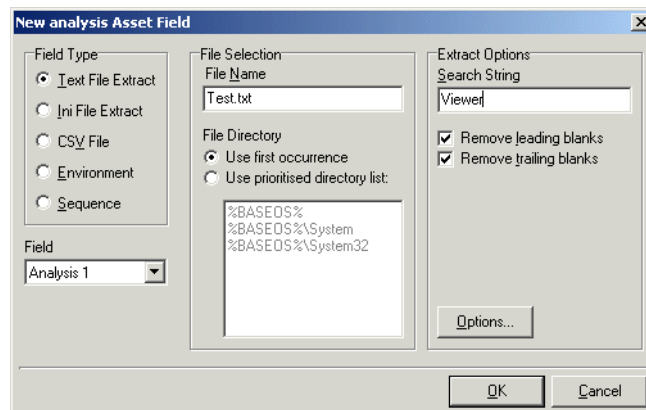 New analysis Asset Field
Field Type
Text File Extract
Ini File Extract
CSV File
Environment
Sequence
Field
Analysis 1
File Selection
File Name
Test.txt
File Directory
Use first occurrence
Use prioritised directory list:
%BASEOS%
%BASEOS%\System
%BASEOS%\System32
Extract Options
Search String
Viewer
Remove leading blanks
Remove trailing blanks
Options...
OK
Cancel